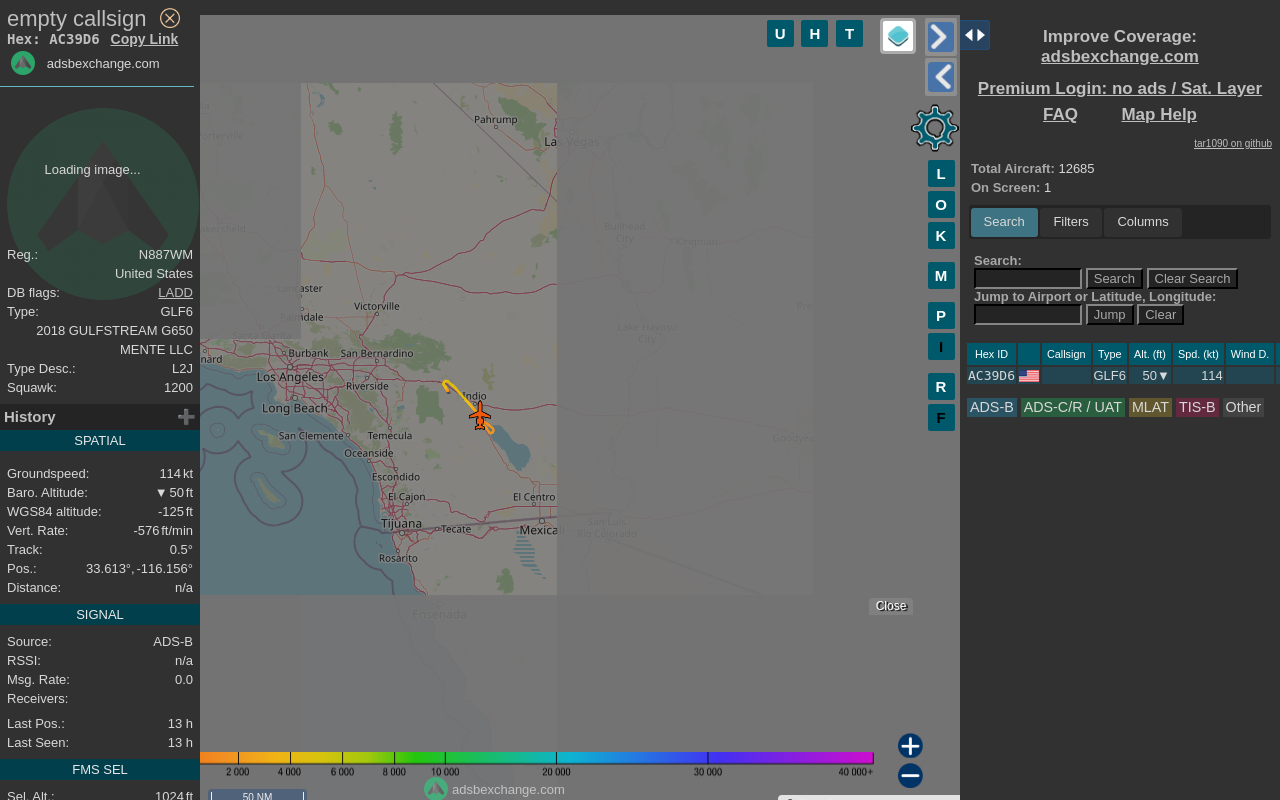 empty callsign
Hex: AC39D6 Copy Link
adsbexchange.com
Loading image...
Reg.: N887WM
United States
DB flags: LADD
Type: GLF6
2018 GULFSTREAM G650
MENTE LLC
Type Desc.: L2J
Squawk: 1200
History
SPATIAL
Groundspeed: 114 kt
Baro. Altitude: ▼ 50 ft
WGS84 altitude: -125 ft
Vert. Rate: -576 ft/min
Track: 0.5°
Pos.: 33.613°, -116.156°
Distance: n/a
SIGNAL
Source: ADS-B
RSSI: n/a
Msg. Rate: 0.0
Receivers:
Last Pos.: 13 h
Last Seen: 13 h
FMS SEL
Sel. Alt.: 1024 ft
U H T
L
O
K
M
P
I
R
F
Pahrump
Las Vegas
Bullhead City
Kingman
Lancaster
Palmdale
Victorville
Lake Havasu City
Burbank
San Bernardino
Los Angeles
Riverside
Long Beach
Indio
San Clemente
Temecula
Oceanside
Escondido
El Cajon
El Centro
Tijuana
Tecate
Mexica
San Luis Río Colorado
Rosarito
Ensenada
Close
2 000 4 000 6 000 8 000 10 000 20 000 30 000 40 000+
adsbexchange.com
50 NM
Improve Coverage:
adsbexchange.com
Premium Login: no ads / Sat. Layer
FAQ Map Help
tar1090 on github
Total Aircraft: 12685
On Screen: 1
Search Filters Columns
Search:
Search Clear Search
Jump to Airport or Latitude, Longitude:
Jump Clear
Hex ID Callsign Type Alt. (ft) Spd. (kt) Wind D.
AC39D6 GLF6 50▼ 114
ADS-B ADS-C/R / UAT MLAT TIS-B Other